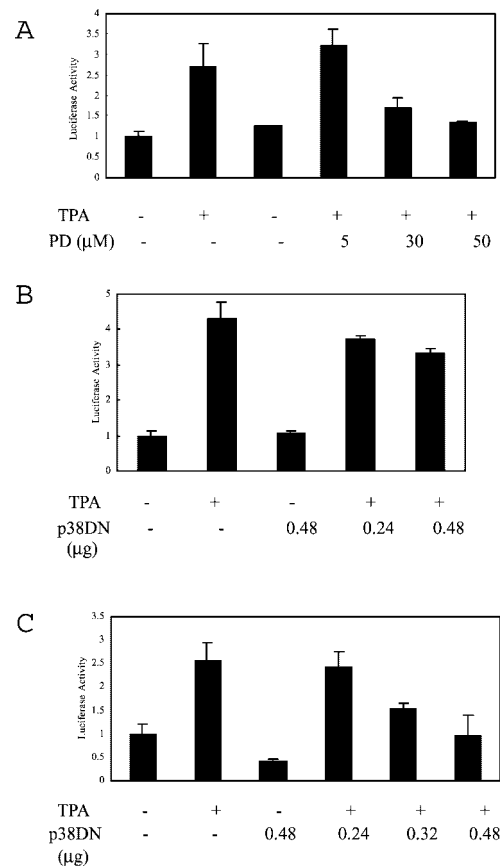 A
Luciferase Activity
4
3.5
3
2.5
2
1.5
1
0.5
0
TPA - + - + + +
PD (μM) - - - 5 30 50
B
Luciferase Activity
5
4
3
2
1
0
TPA - + - + +
p38DN - - 0.48 0.24 0.48
(μg)
C
Luciferase Activity
3.5
3
2.5
2
1.5
1
0.5
0
TPA - + - + + +
p38DN - - 0.48 0.24 0.32 0.48
(μg)